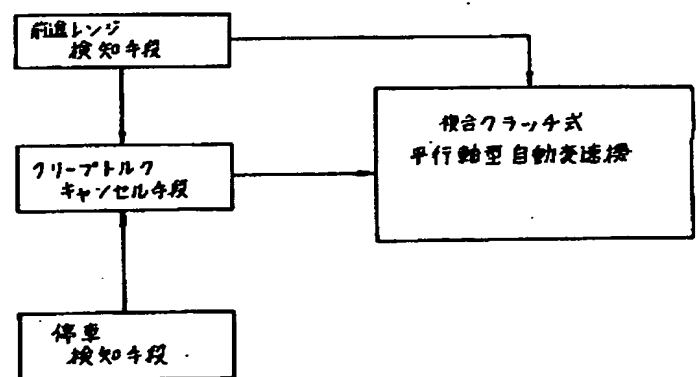 前進レンジ
検知手段
クリープトルク
キャンセル手段
複合クラッチ式
平行軸型自動変速機
停車
検知手段